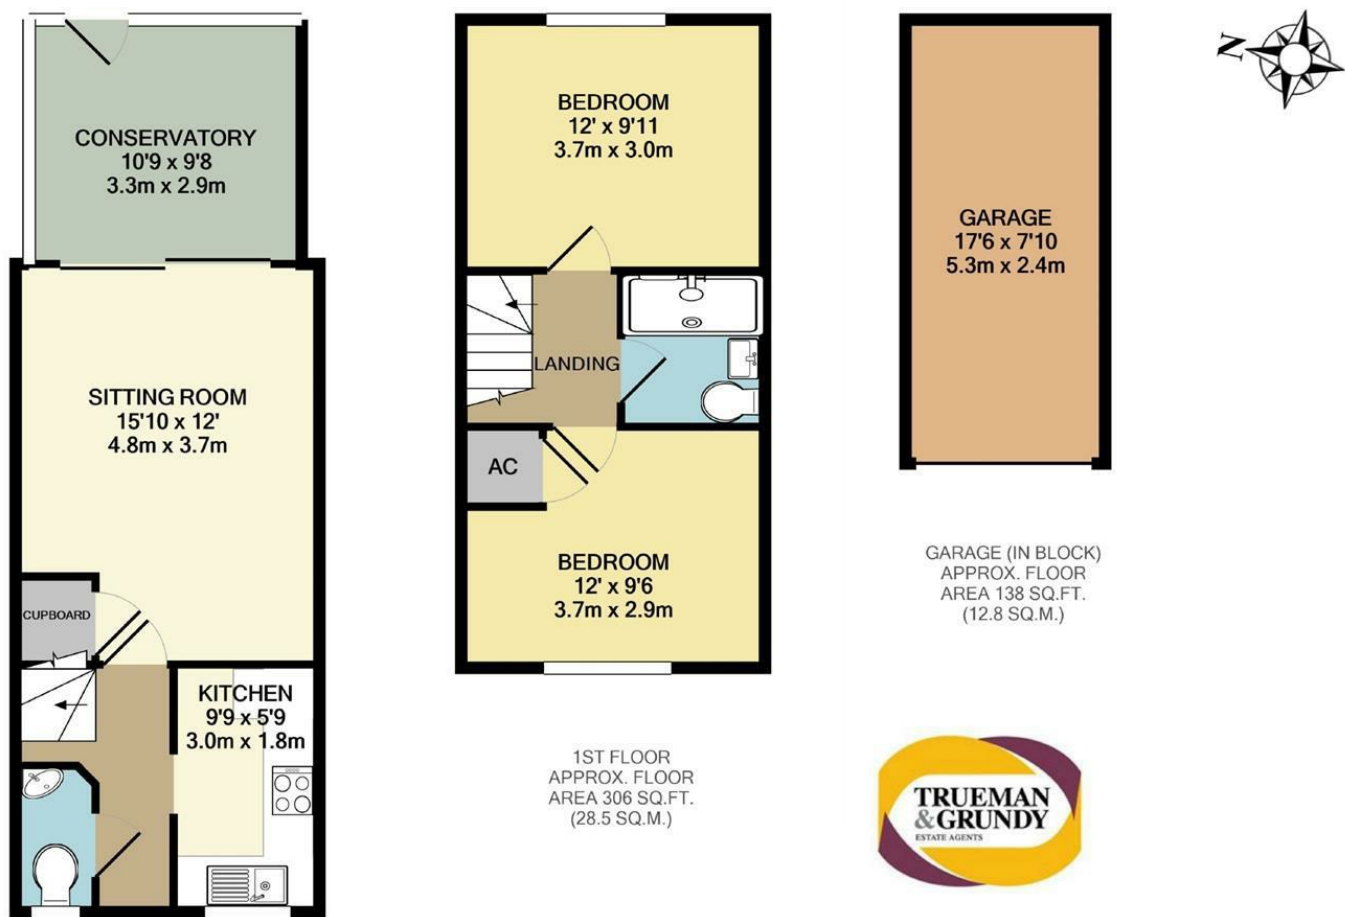 CONSERVATORY
10'9 x 9'8
3.3m x 2.9m
SITTING ROOM
15'10 x 12'
4.8m x 3.7m
CUPBOARD
KITCHEN
9'9 x 5'9
3.0m x 1.8m
BEDROOM
12' x 9'11
3.7m x 3.0m
LANDING
AC
BEDROOM
12' x 9'6
3.7m x 2.9m
1ST FLOOR
APPROX. FLOOR
AREA 306 SQ.FT.
(28.5 SQ.M.)
GARAGE
17'6 x 7'10
5.3m x 2.4m
GARAGE (IN BLOCK)
APPROX. FLOOR
AREA 138 SQ.FT.
(12.8 SQ.M.)
N
TRUEMAN
&GRUNDY
ESTATE AGENTS